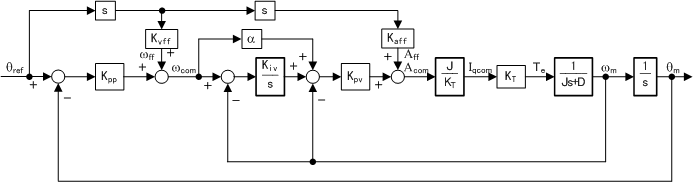 s s
K_vff α K_aff
ω_ff A_ff
θ_ref + − K_pp + + ω_com + − K_iv/s + + − K_pv + + A_com J/K_T I_qcom K_T T_e 1/(Js+D) ω_m 1/s θ_m